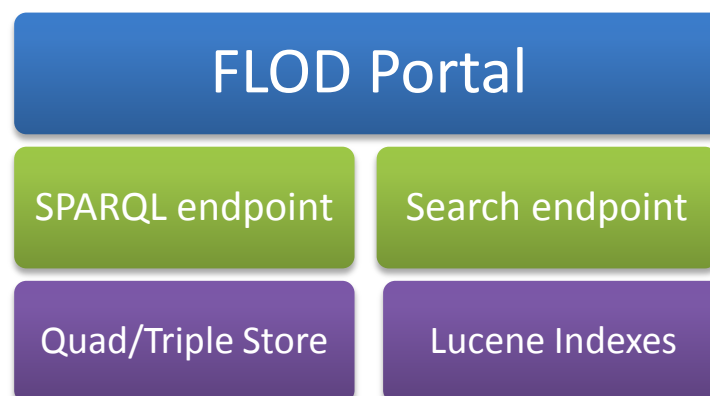 FLOD Portal
SPARQL endpoint
Search endpoint
Quad/Triple Store
Lucene Indexes